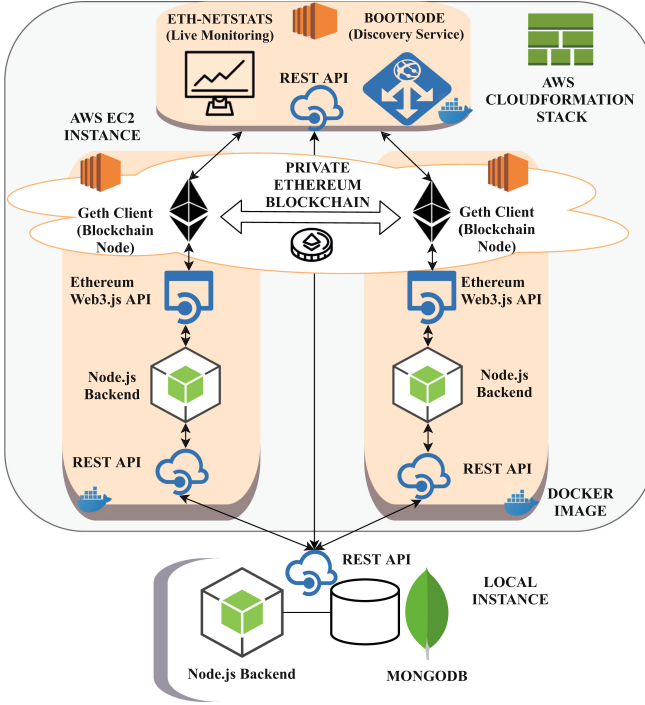 ETH-NETSTATS
(Live Monitoring)
BOOTNODE
(Discovery Service)
REST API
AWS
CLOUDFORMATION
STACK
AWS EC2
INSTANCE
PRIVATE
ETHEREUM
BLOCKCHAIN
Geth Client
(Blockchain
Node)
Geth Client
(Blockchain
Node)
Ethereum
Web3.js API
Ethereum
Web3.js API
Node.js
Backend
Node.js
Backend
REST API
REST API
DOCKER
IMAGE
REST API
LOCAL
INSTANCE
Node.js Backend
MONGODB